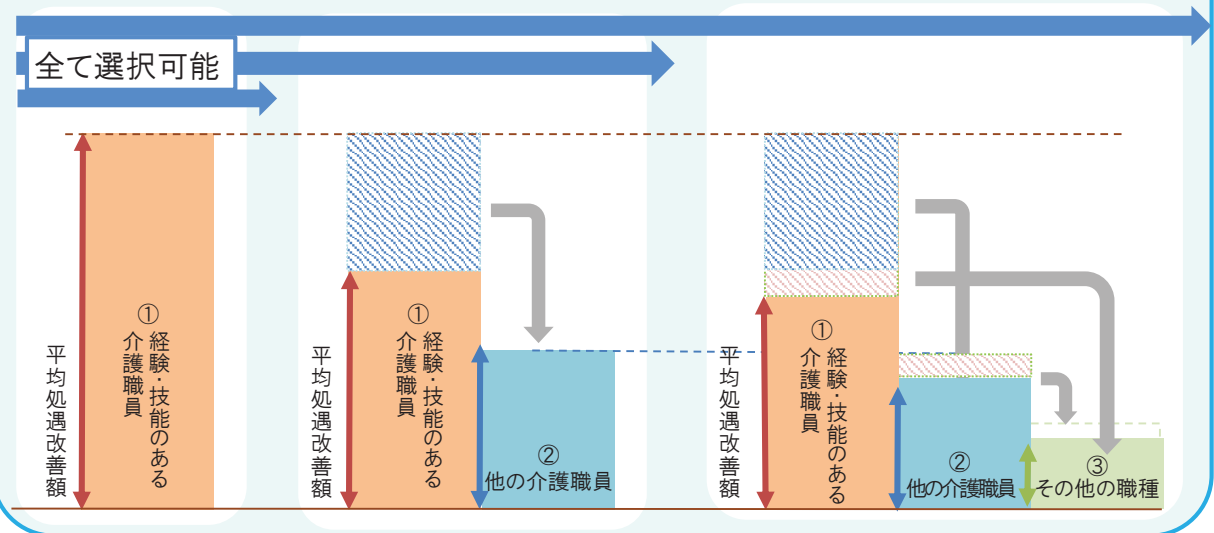 全て選択可能
平均処遇改善額
①
経験・技能のある
介護職員
平均処遇改善額
①
経験・技能のある
介護職員
②
他の介護職員
平均処遇改善額
①
経験・技能のある
介護職員
②
他の介護職員
③
その他の職種